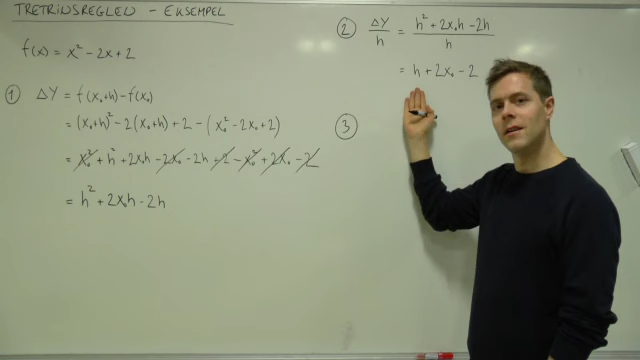 TRETRINSREGLEN - EKSEMPEL
f(x) = x² - 2x + 2
① ΔY = f(x₀+h) - f(x₀)
= (x₀+h)² - 2(x₀+h) + 2 - (x₀² - 2x₀ + 2)
= x₀² + h² + 2x₀h - 2x₀ - 2h + 2 - x₀² + 2x₀ - 2
= h² + 2x₀h - 2h
② ΔY/h = (h² + 2x₀h - 2h)/h
= h + 2x₀ - 2
③